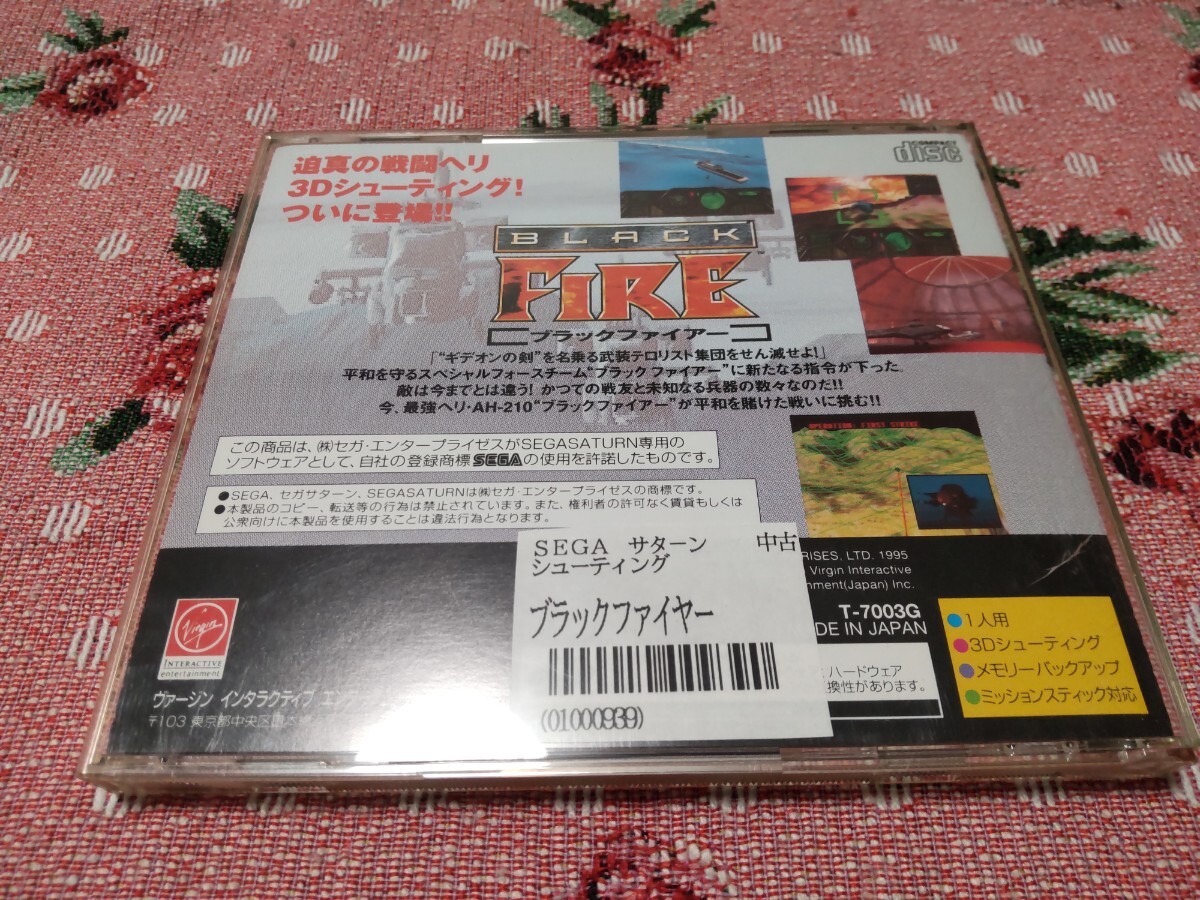 迫真の戦闘ヘリ
3Dシューティング!
ついに登場!!
COMPACT
disc
BLACK
FIRE
ブラックファイアー
「“ギデオンの剣”を名乗る武装テロリスト集団をせん滅せよ!」
平和を守るスペシャルフォースチーム“ブラック ファイアー”に新たなる指令が下った。
敵は今までとは違う! かつての戦友と未知なる兵器の数々なのだ!!
今、最強ヘリ・AH-210“ブラックファイアー”が平和を賭けた戦いに挑む!!
OPERATION: FIRST STRIKE
この商品は、㈱セガ・エンタープライゼスがSEGASATURN専用の
ソフトウェアとして、自社の登録商標SEGAの使用を許諾したものです。
●SEGA、セガサターン、SEGASATURNは㈱セガ・エンタープライゼスの商標です。
●本製品のコピー、転送等の行為は禁止されています。また、権利者の許可なく賃貸もしくは
公衆向けに本製品を使用することは違法行為となります。
SEGA サターン 中古
シューティング
ブラックファイヤー
(01000939)
RISES, LTD. 1995
Virgin Interactive
nment(Japan) Inc.
T-7003G
DE IN JAPAN
ハードウェア
換性があります。
●1人用
●3Dシューティング
●メモリーバックアップ
●ミッションスティック対応
Virgin
INTERACTIVE
entertainment
ヴァージン インタラクティブ エン
〒103 東京都中央区日本橋